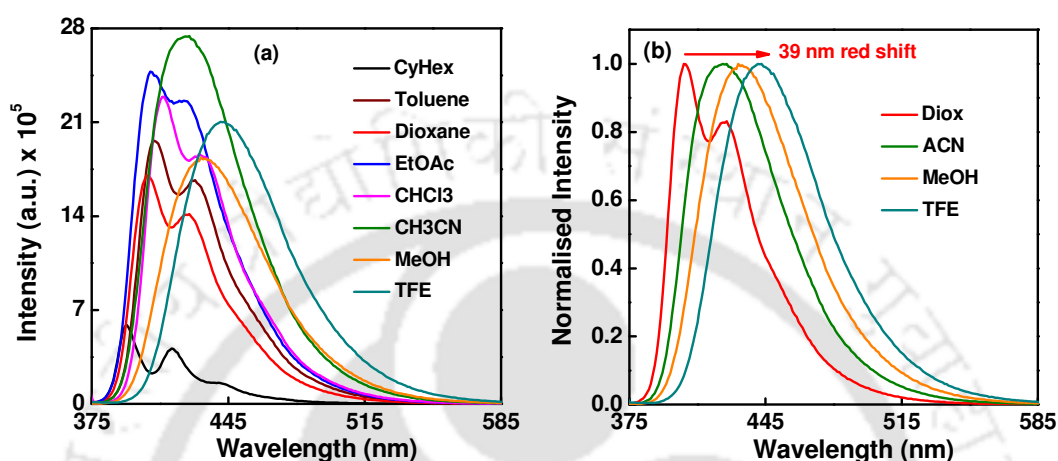 28
21
14
7
0
375
445
515
585
Intensity (a.u.) x 10⁵
Wavelength (nm)
(a)
CyHex
Toluene
Dioxane
EtOAc
CHCl3
CH3CN
MeOH
TFE
(b)
39 nm red shift
1.0
0.8
0.6
0.4
0.2
0.0
375
445
515
585
Normalised Intensity
Wavelength (nm)
Diox
ACN
MeOH
TFE